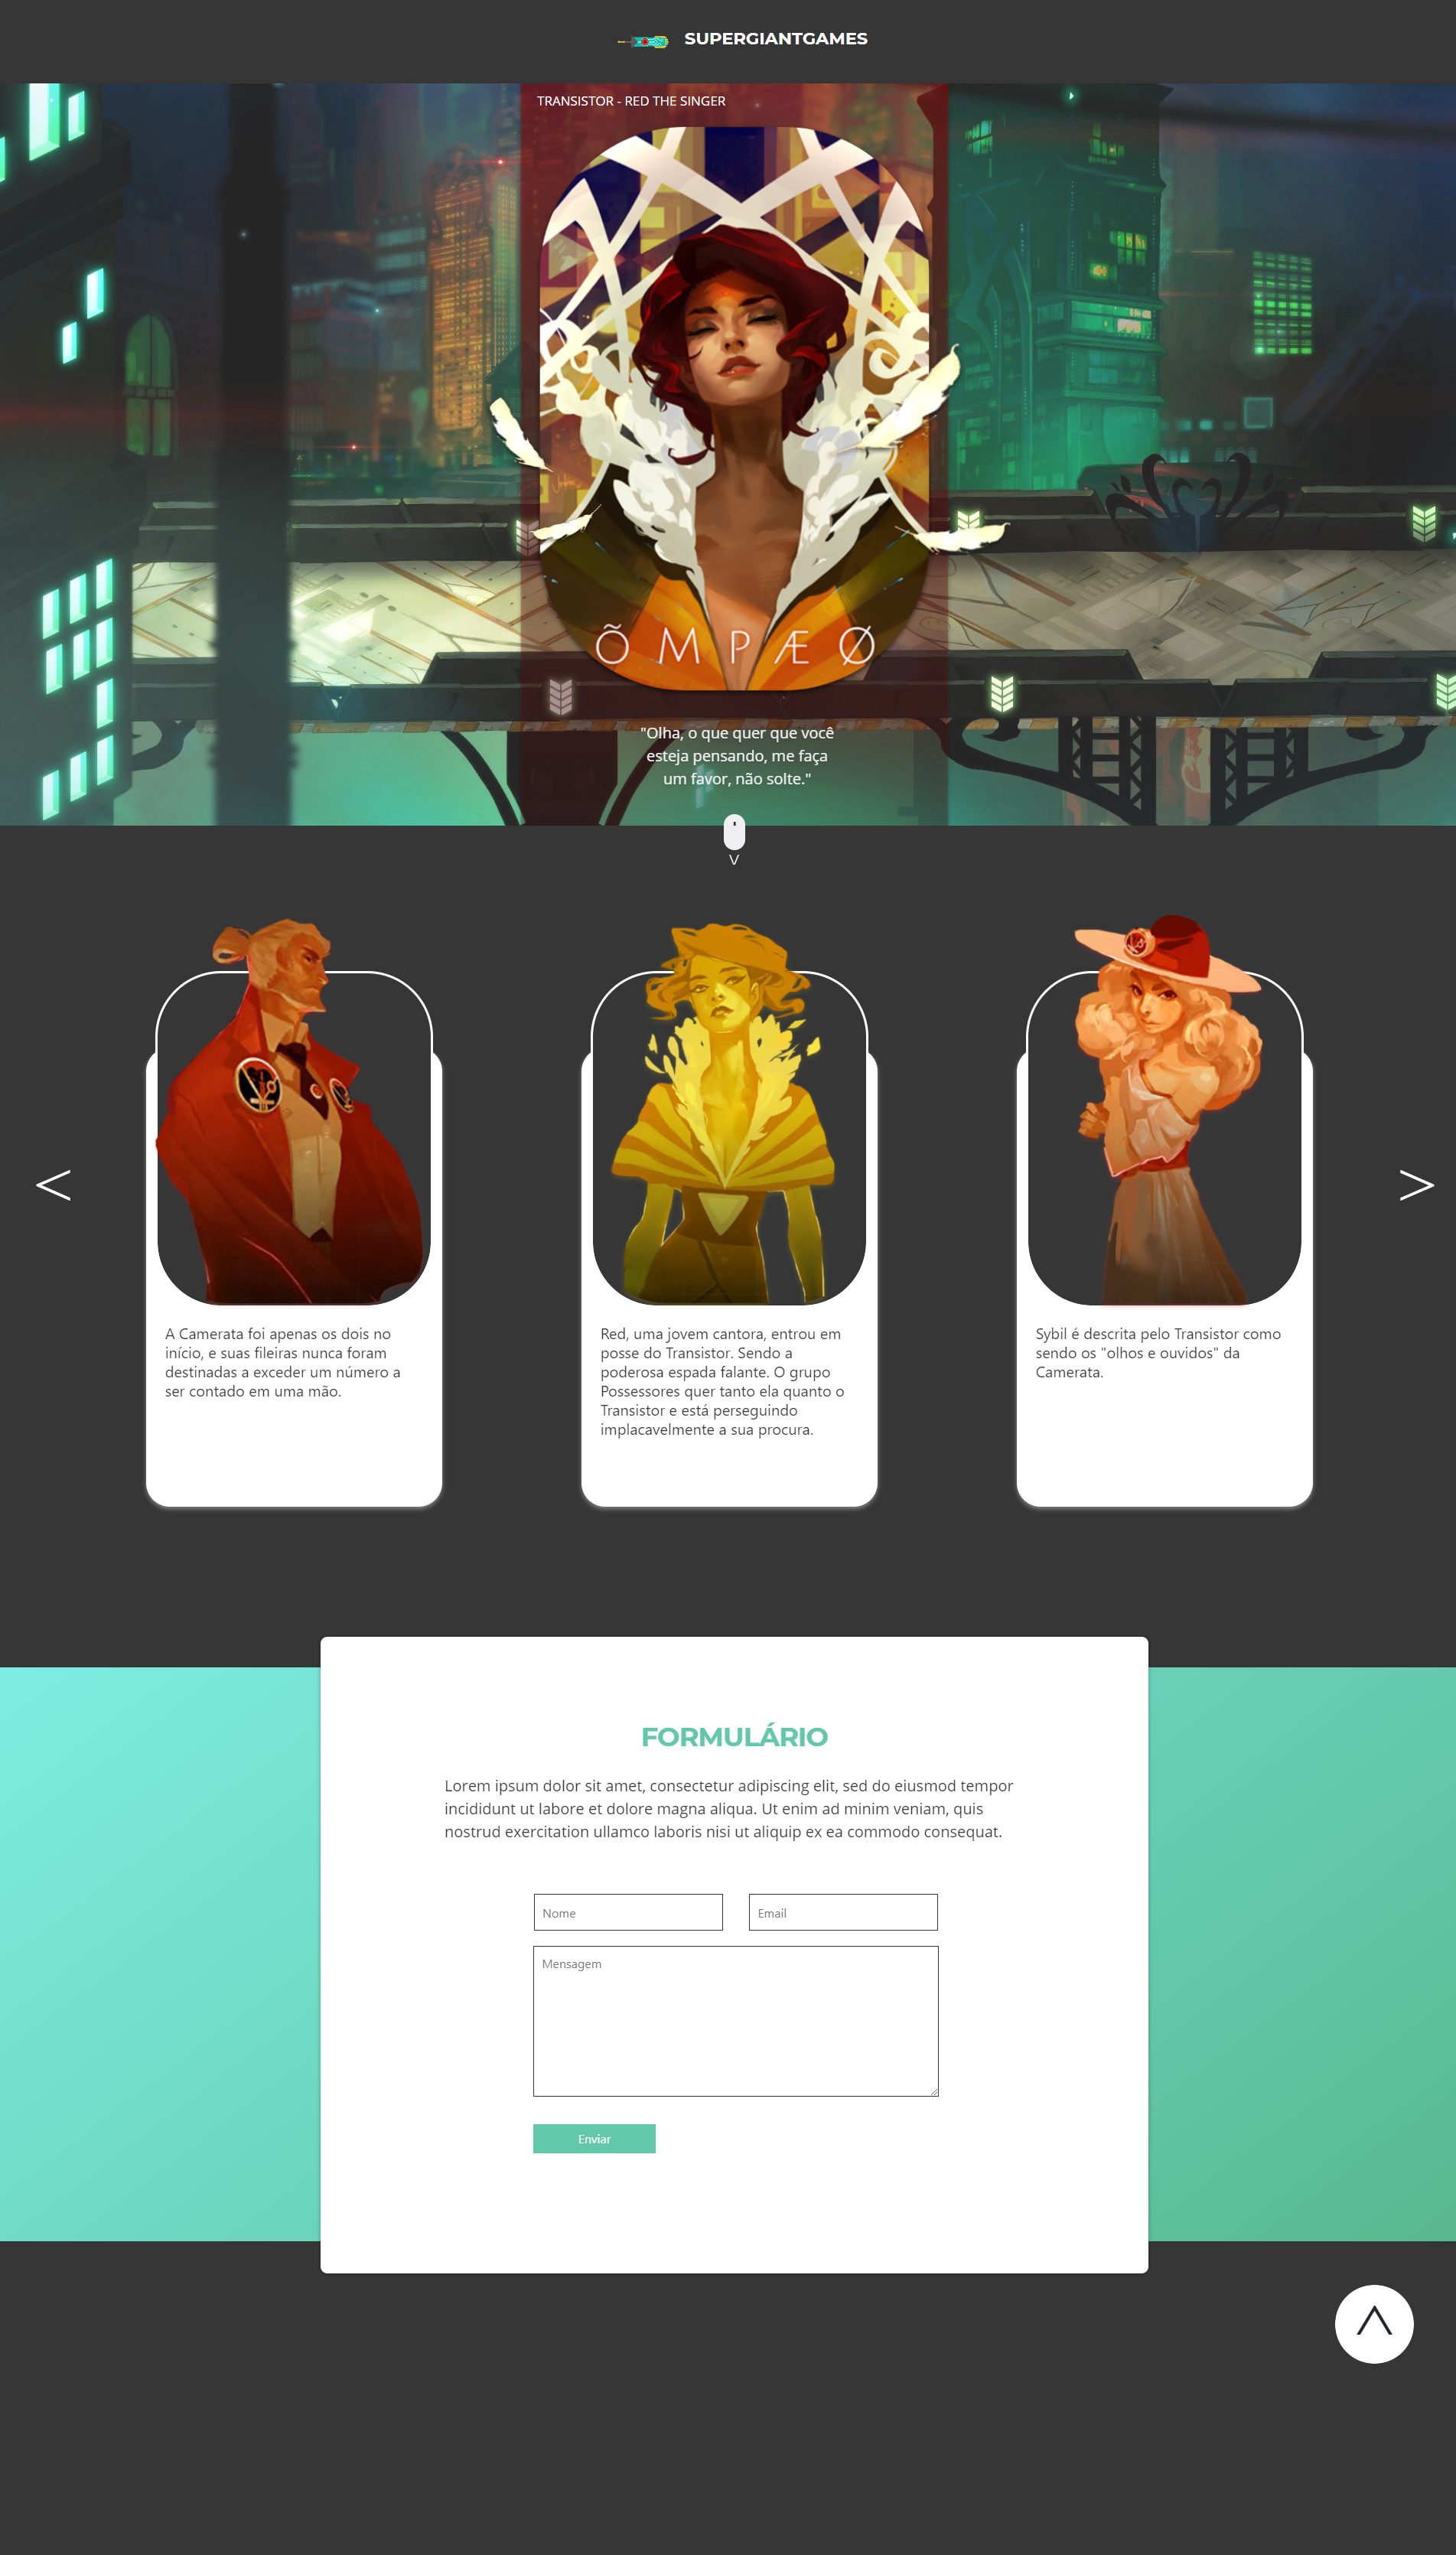 SUPERGIANTGAMES
TRANSISTOR - RED THE SINGER
Õ M P Æ Ø
"Olha, o que quer que você
esteja pensando, me faça
um favor, não solte."
V
<
>
A Camerata foi apenas os dois no
início, e suas fileiras nunca foram
destinadas a exceder um número a
ser contado em uma mão.
Red, uma jovem cantora, entrou em
posse do Transistor. Sendo a
poderosa espada falante. O grupo
Possessores quer tanto ela quanto o
Transistor e está perseguindo
implacavelmente a sua procura.
Sybil é descrita pelo Transistor como
sendo os "olhos e ouvidos" da
Camerata.
FORMULÁRIO
Lorem ipsum dolor sit amet, consectetur adipiscing elit, sed do eiusmod tempor
incididunt ut labore et dolore magna aliqua. Ut enim ad minim veniam, quis
nostrud exercitation ullamco laboris nisi ut aliquip ex ea commodo consequat.
Nome
Email
Mensagem
Enviar